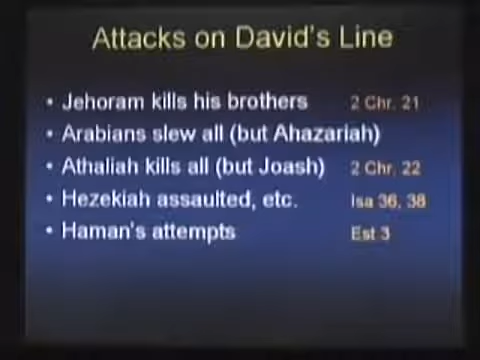 Attacks on David's Line
• Jehoram kills his brothers 2 Chr. 21
• Arabians slew all (but Ahazariah)
• Athaliah kills all (but Joash) 2 Chr. 22
• Hezekiah assaulted, etc. Isa 36, 38
• Haman's attempts Est 3